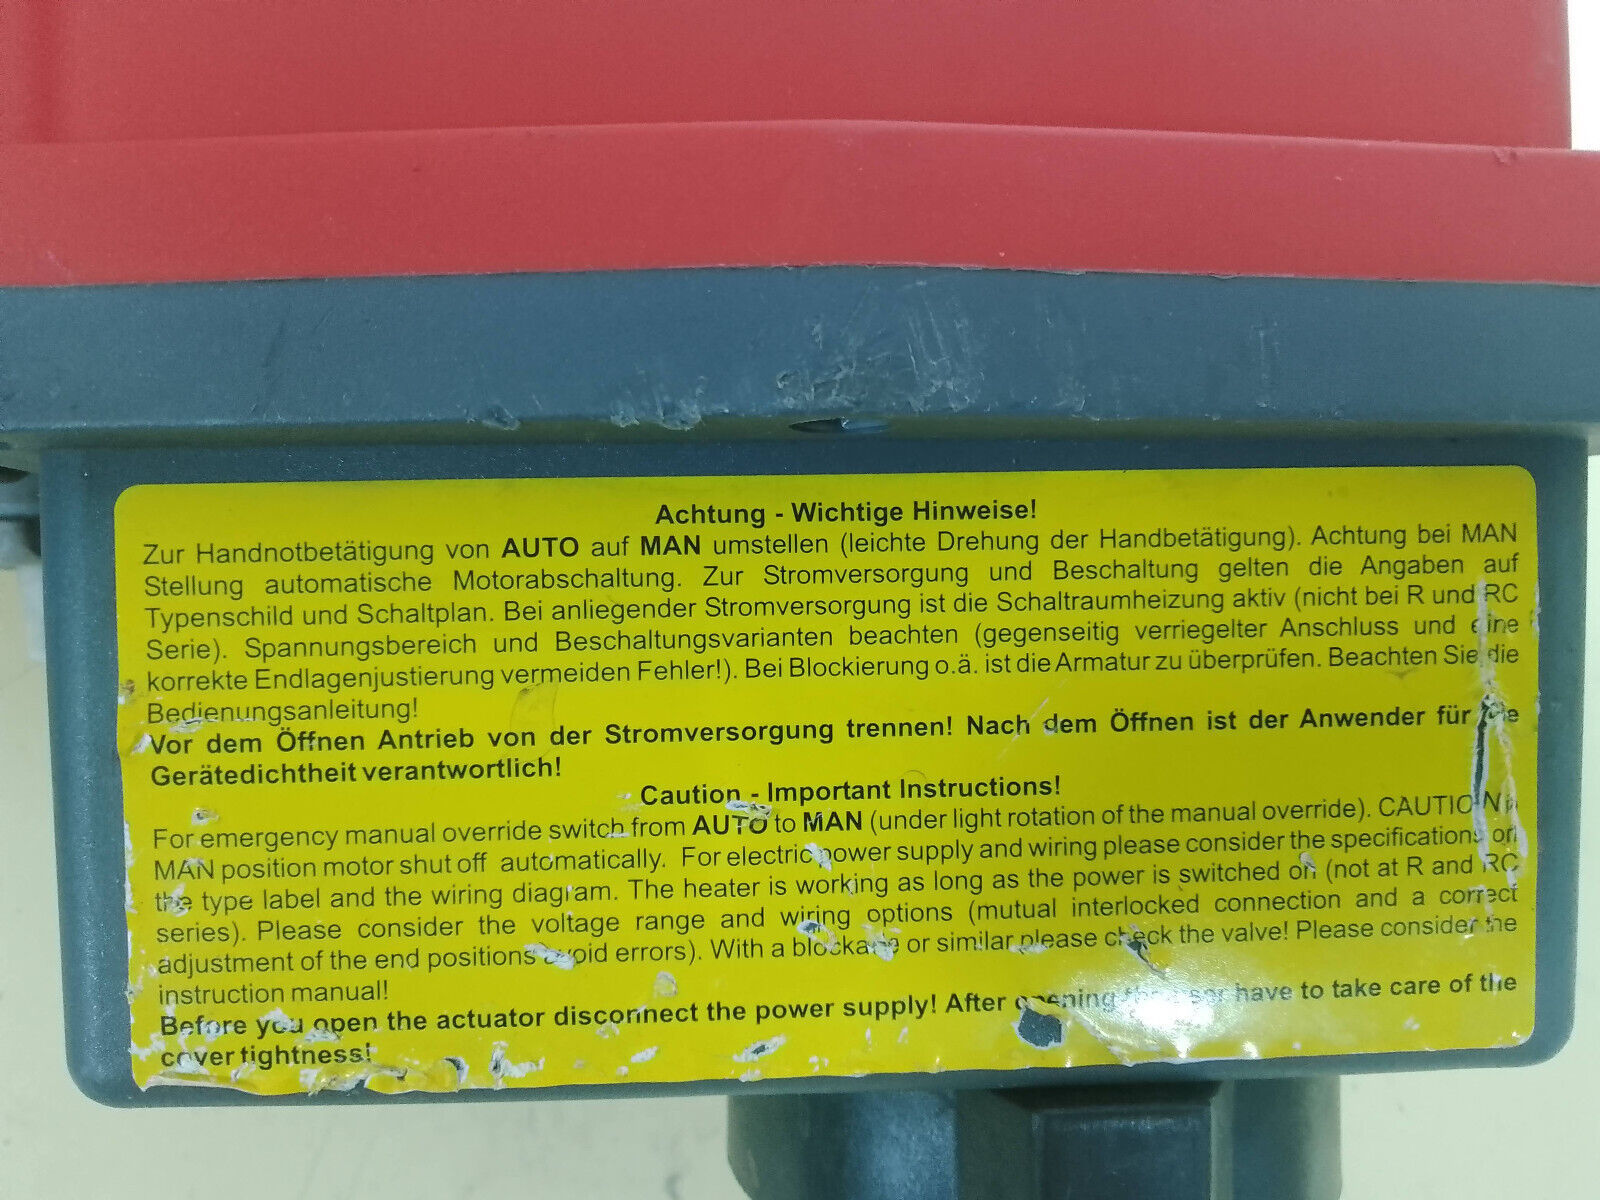 Achtung - Wichtige Hinweise!
Zur Handnotbetätigung von AUTO auf MAN umstellen (leichte Drehung der Handbetätigung). Achtung bei MAN
Stellung automatische Motorabschaltung. Zur Stromversorgung und Beschaltung gelten die Angaben auf
Typenschild und Schaltplan. Bei anliegender Stromversorgung ist die Schaltraumheizung aktiv (nicht bei R und RC
Serie). Spannungsbereich und Beschaltungsvarianten beachten (gegenseitig verriegelter Anschluss und eine
korrekte Endlagenjustierung vermeiden Fehler!). Bei Blockierung o.ä. ist die Armatur zu überprüfen. Beachten Sie die
Bedienungsanleitung!
Vor dem Öffnen Antrieb von der Stromversorgung trennen! Nach dem Öffnen ist der Anwender für
Gerätedichtheit verantwortlich!
Caution - Important Instructions!
For emergency manual override switch from AUTO to MAN (under light rotation of the manual override). CAUTION
MAN position motor shut off automatically. For electric power supply and wiring please consider the specifications on
the type label and the wiring diagram. The heater is working as long as the power is switched on (not at R and RC
series). Please consider the voltage range and wiring options (mutual interlocked connection and a correct
adjustment of the end positions avoid errors). With a blockade or similar please check the valve! Please consider the
instruction manual!
Before you open the actuator disconnect the power supply! After opening have to take care of the
cover tightness!